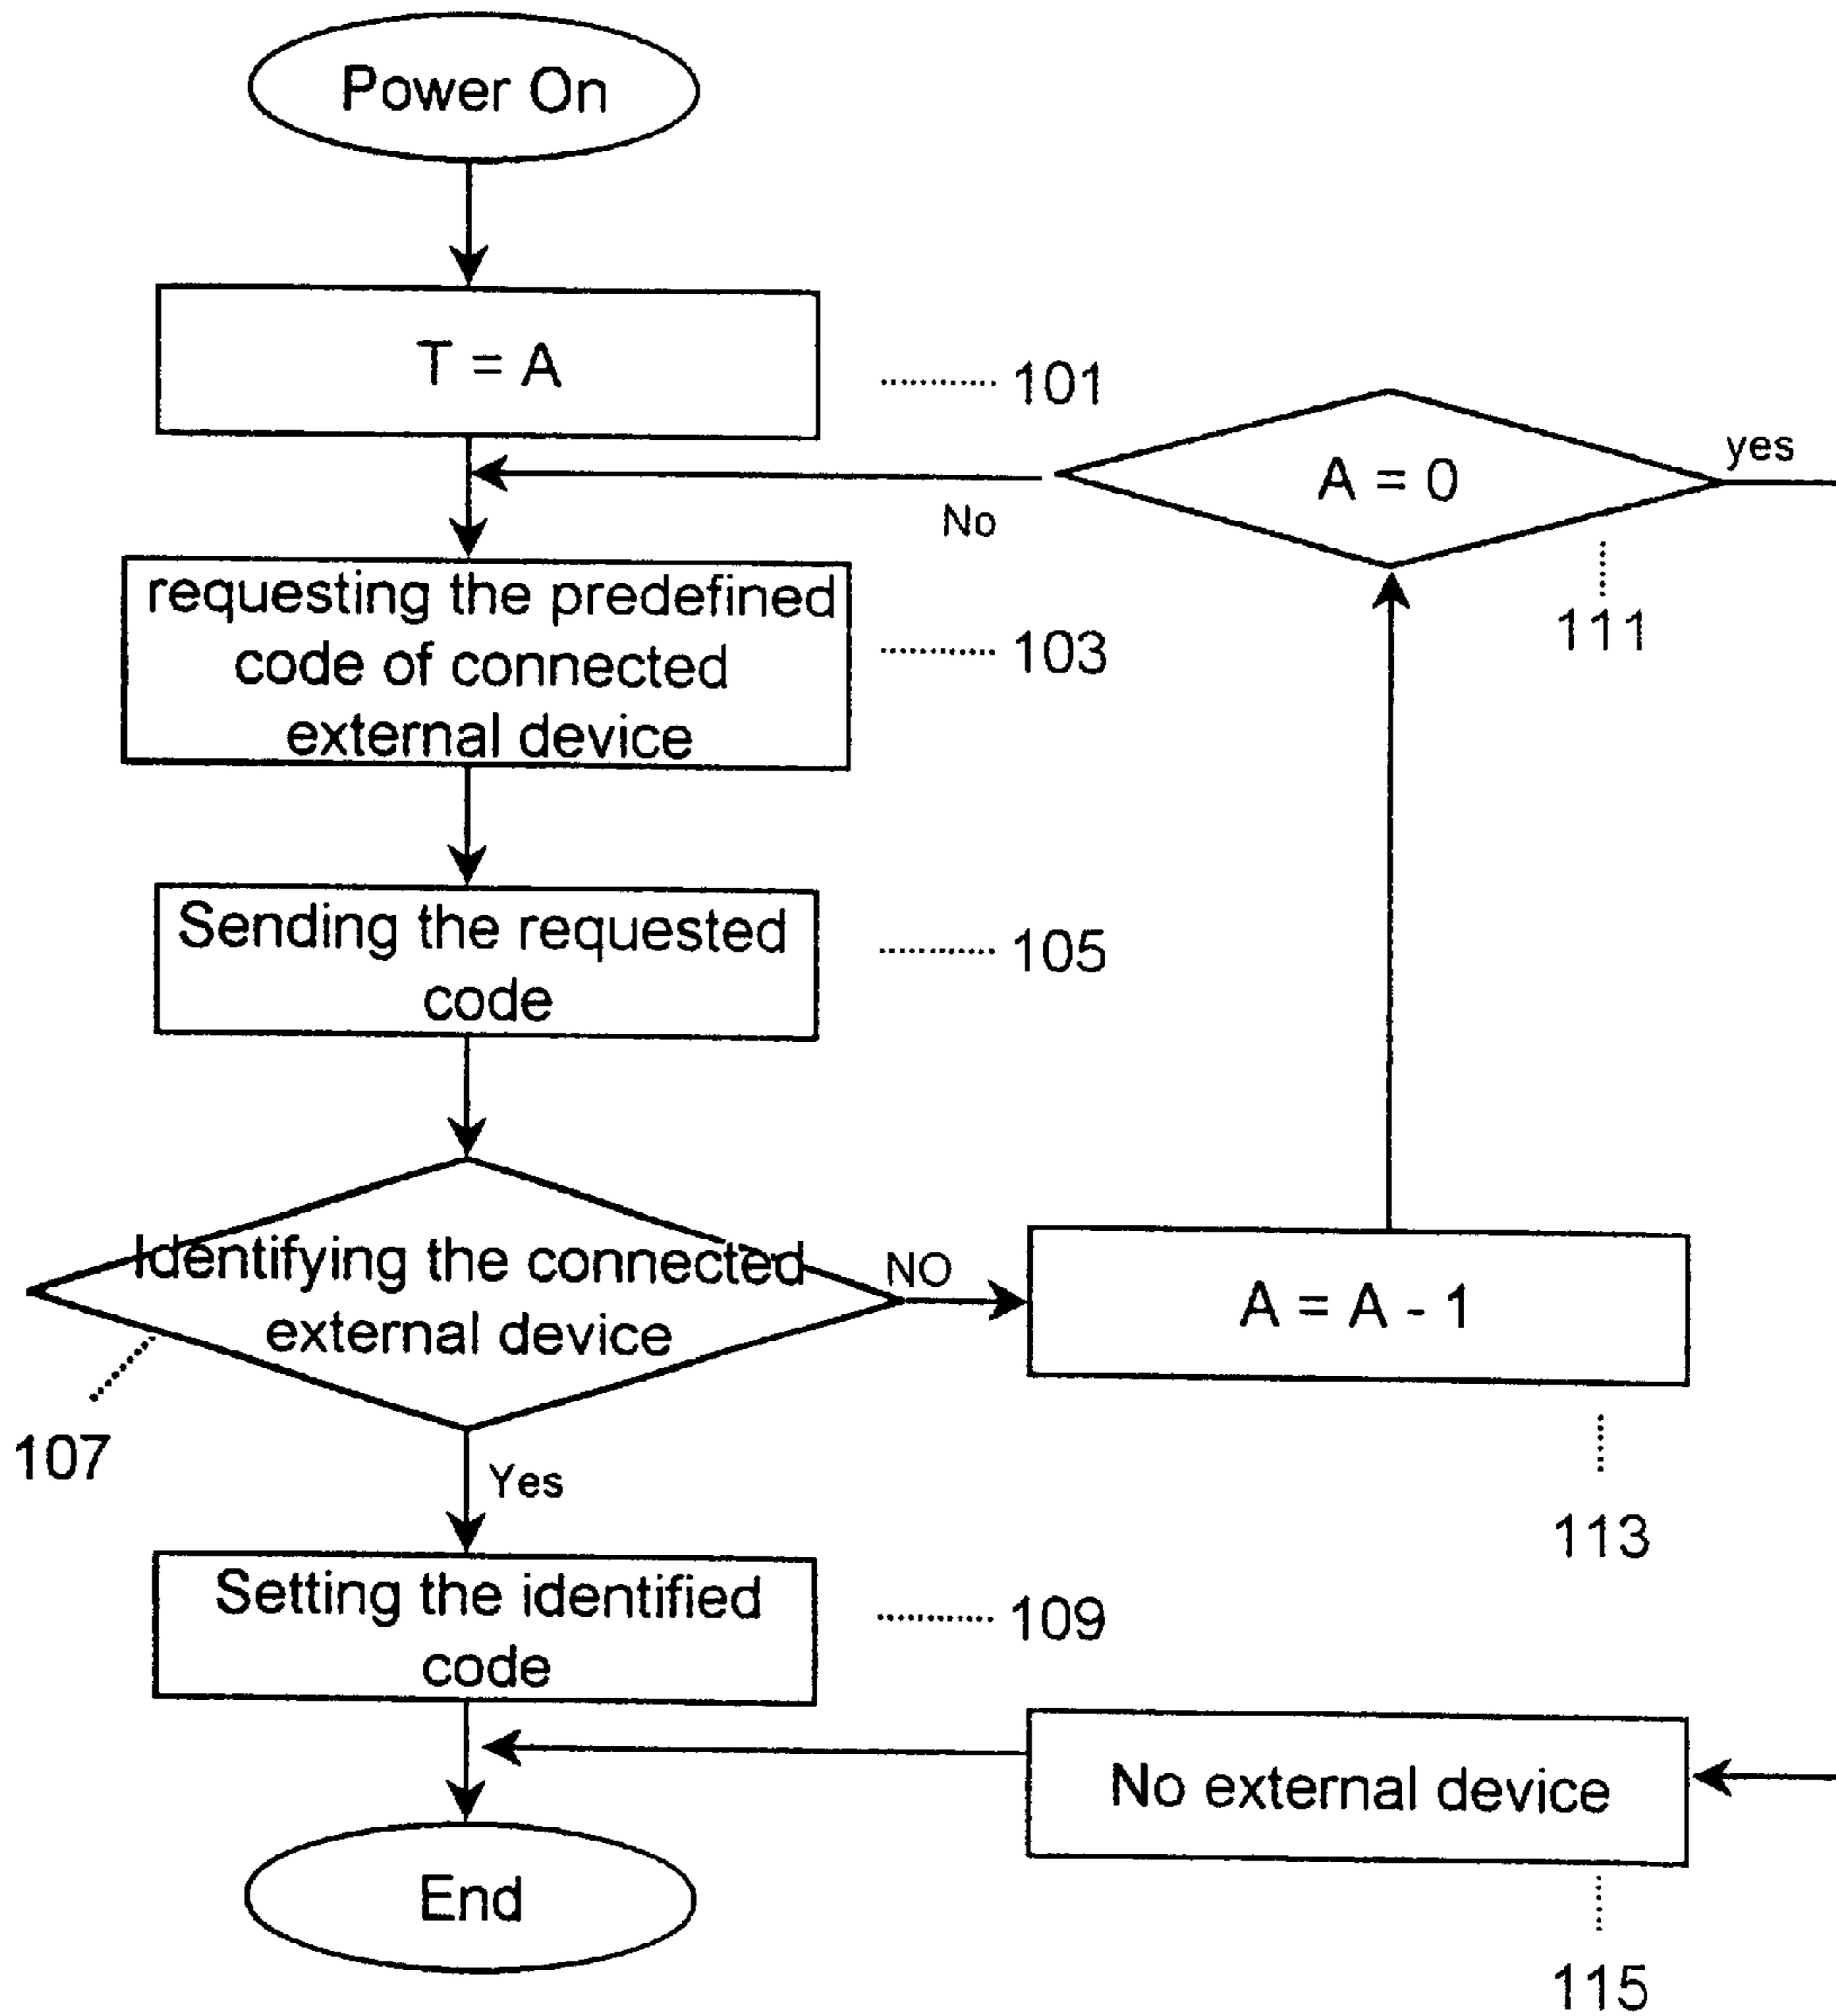 Power On
T = A
101
A = 0
yes
No
111
requesting the predefined
code of connected
external device
103
Sending the requested
code
105
Identifying the connected
external device
NO
A = A - 1
107
Yes
113
Setting the identified
code
109
No external device
End
115